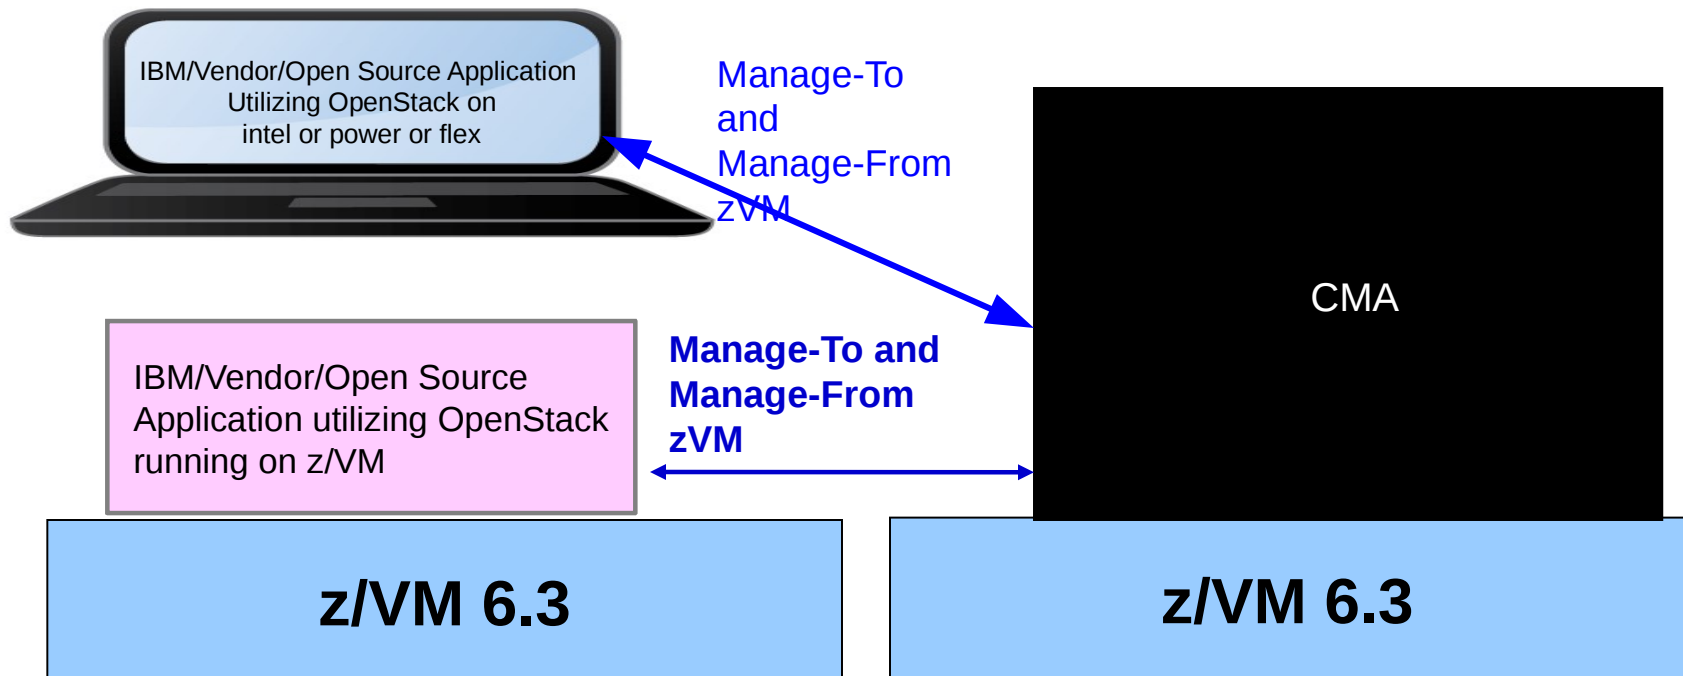 IBM/Vendor/Open Source Application
Utilizing OpenStack on
intel or power or flex
Manage-To
and
Manage-From
zVM
CMA
IBM/Vendor/Open Source
Application utilizing OpenStack
running on z/VM
Manage-To and
Manage-From
zVM
z/VM 6.3
z/VM 6.3